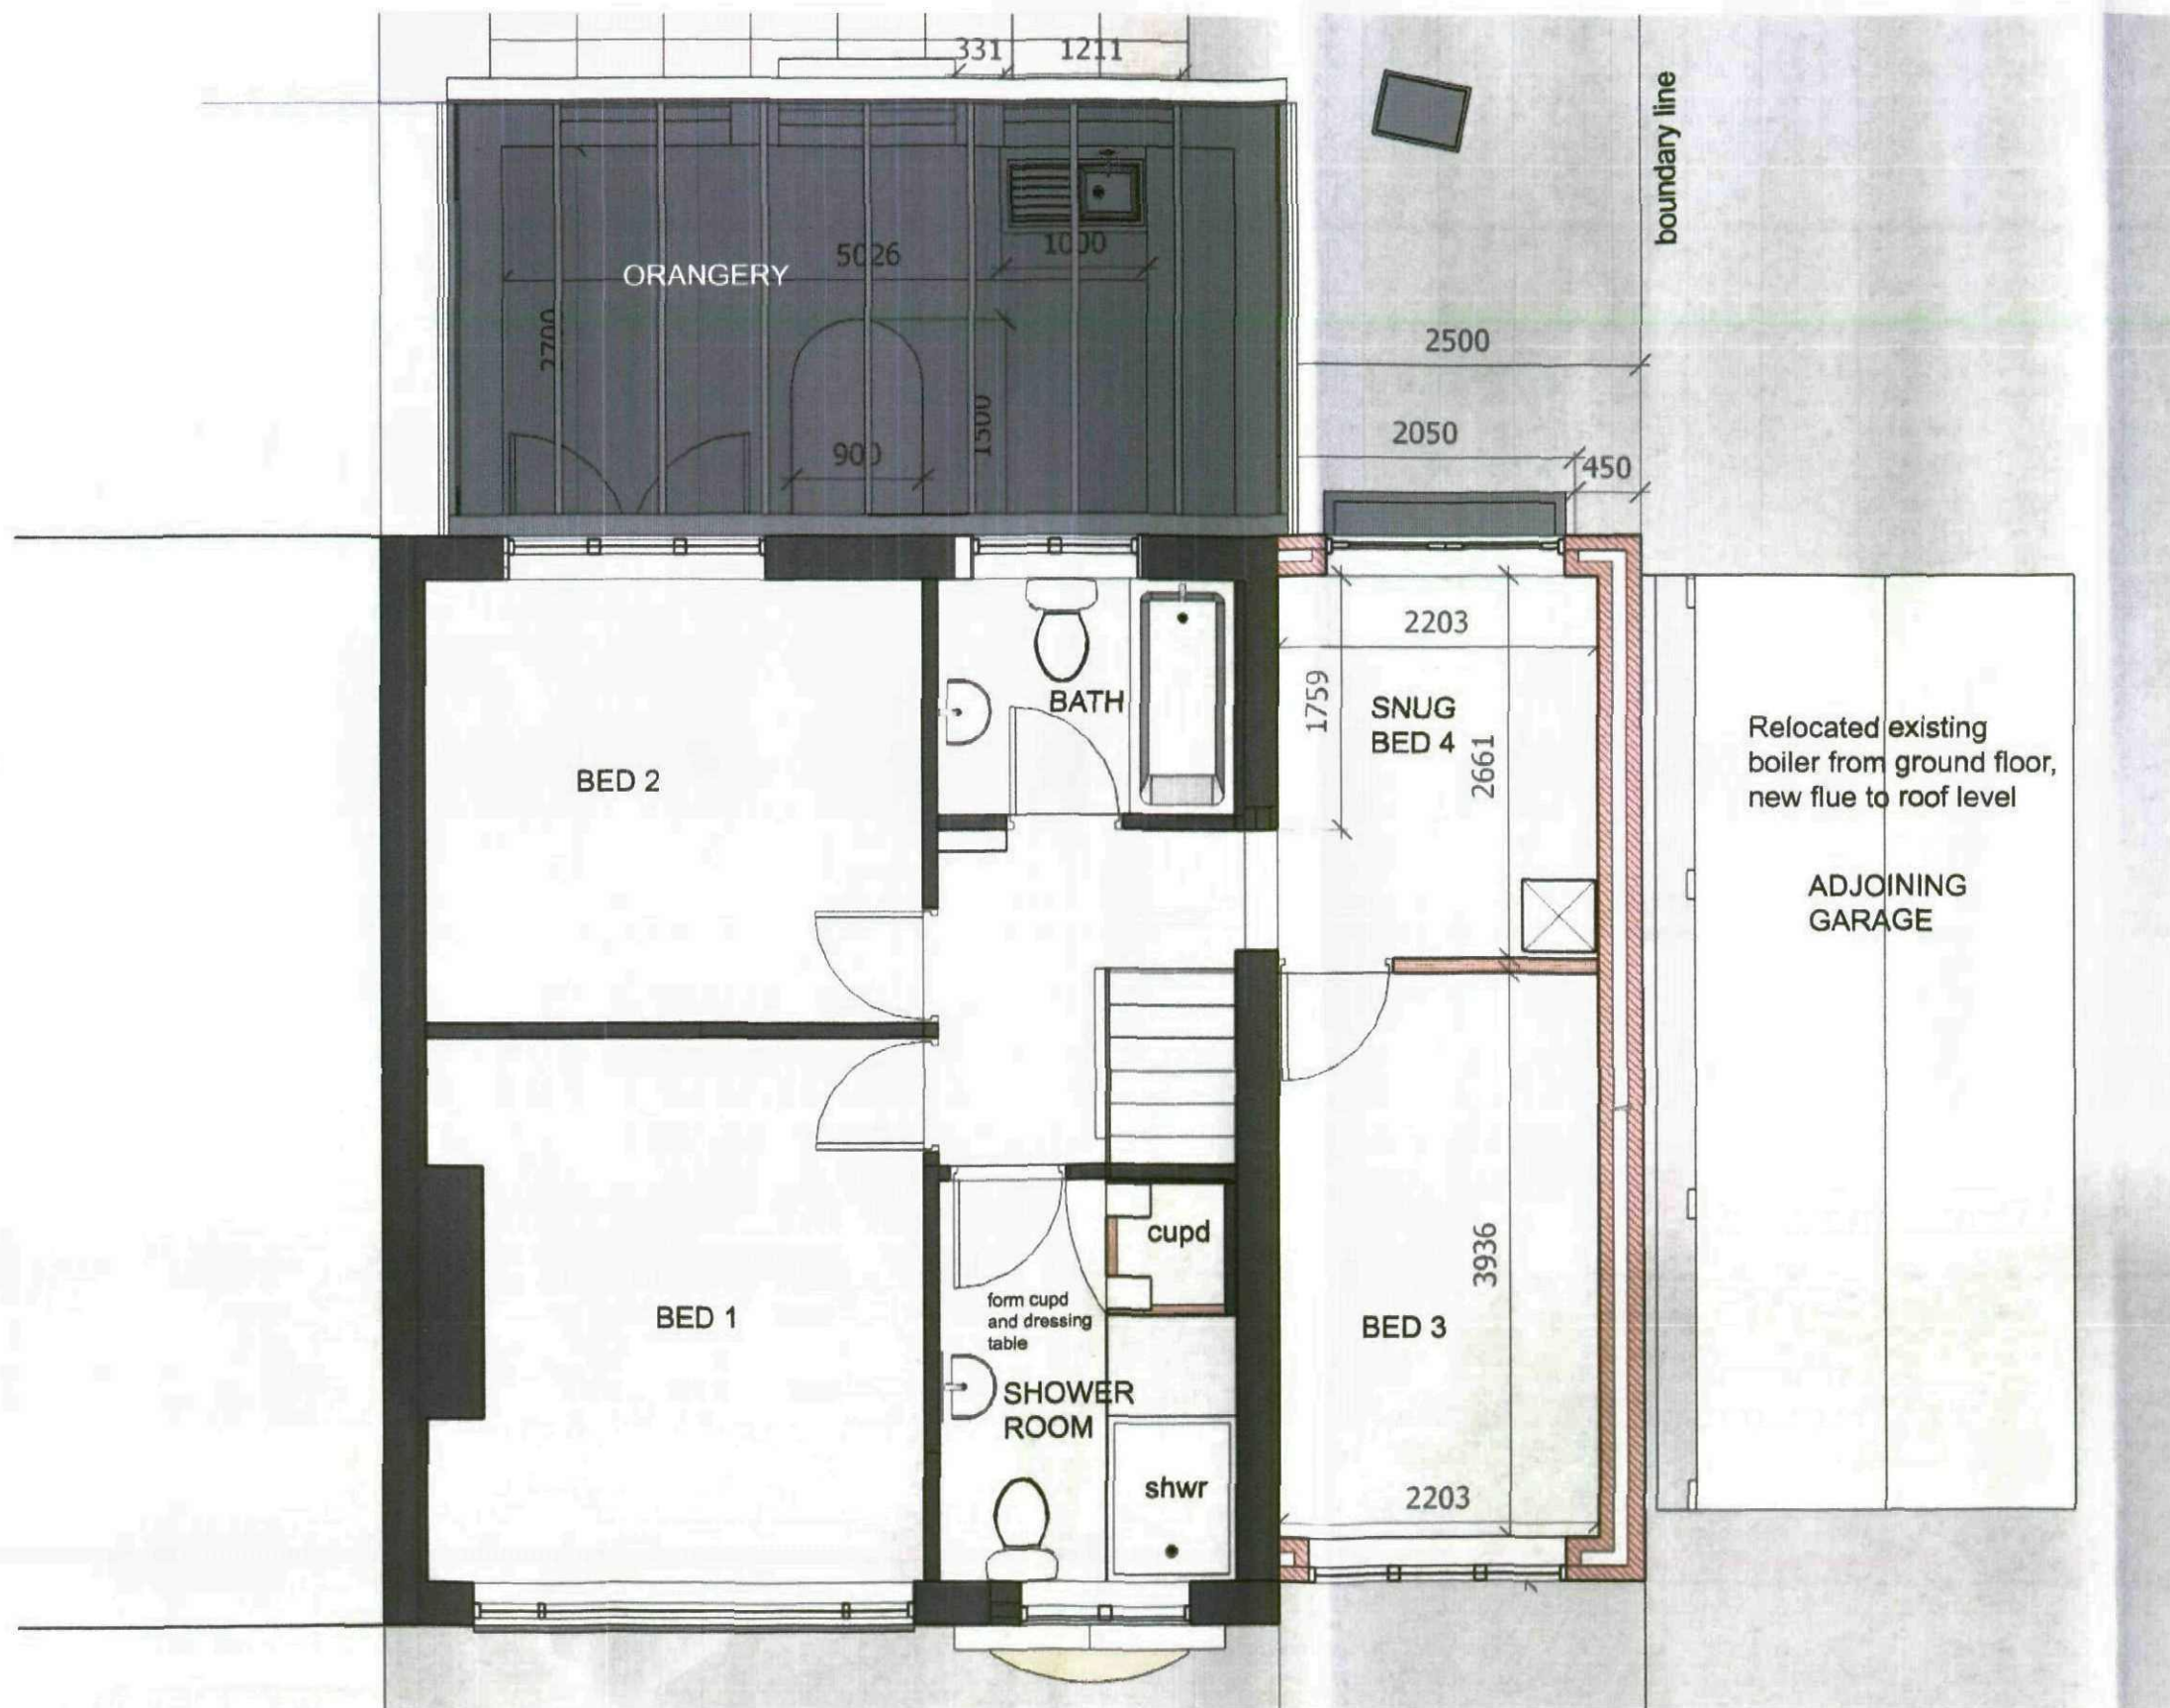 331
1211
boundary line
5026
1000
ORANGERY
2700
2500
1500
2050
900
450
2203
1759
SNUG
BED 4
2661
BATH
BED 2
Relocated existing
boiler from ground floor,
new flue to roof level
ADJOINING
GARAGE
cupd
3936
form cupd
and dressing
table
BED 1
BED 3
SHOWER
ROOM
shwr
2203